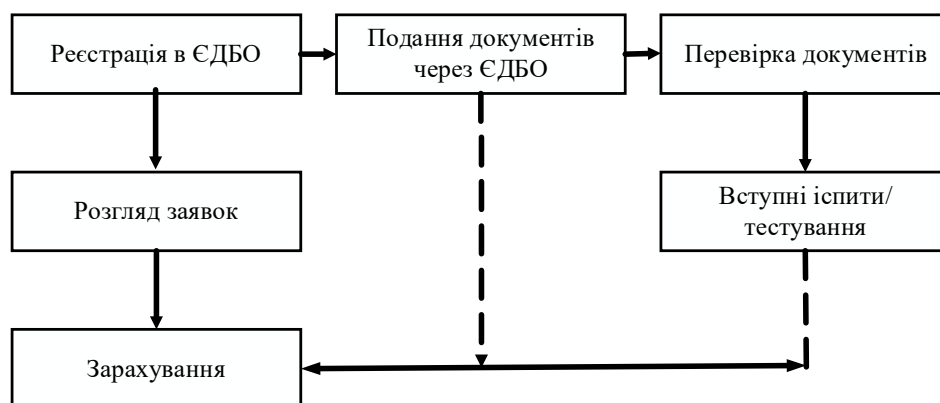 Реєстрація в ЄДБО
Подання документів
через ЄДБО
Перевірка документів
Розгляд заявок
Вступні іспити/
тестування
Зарахування